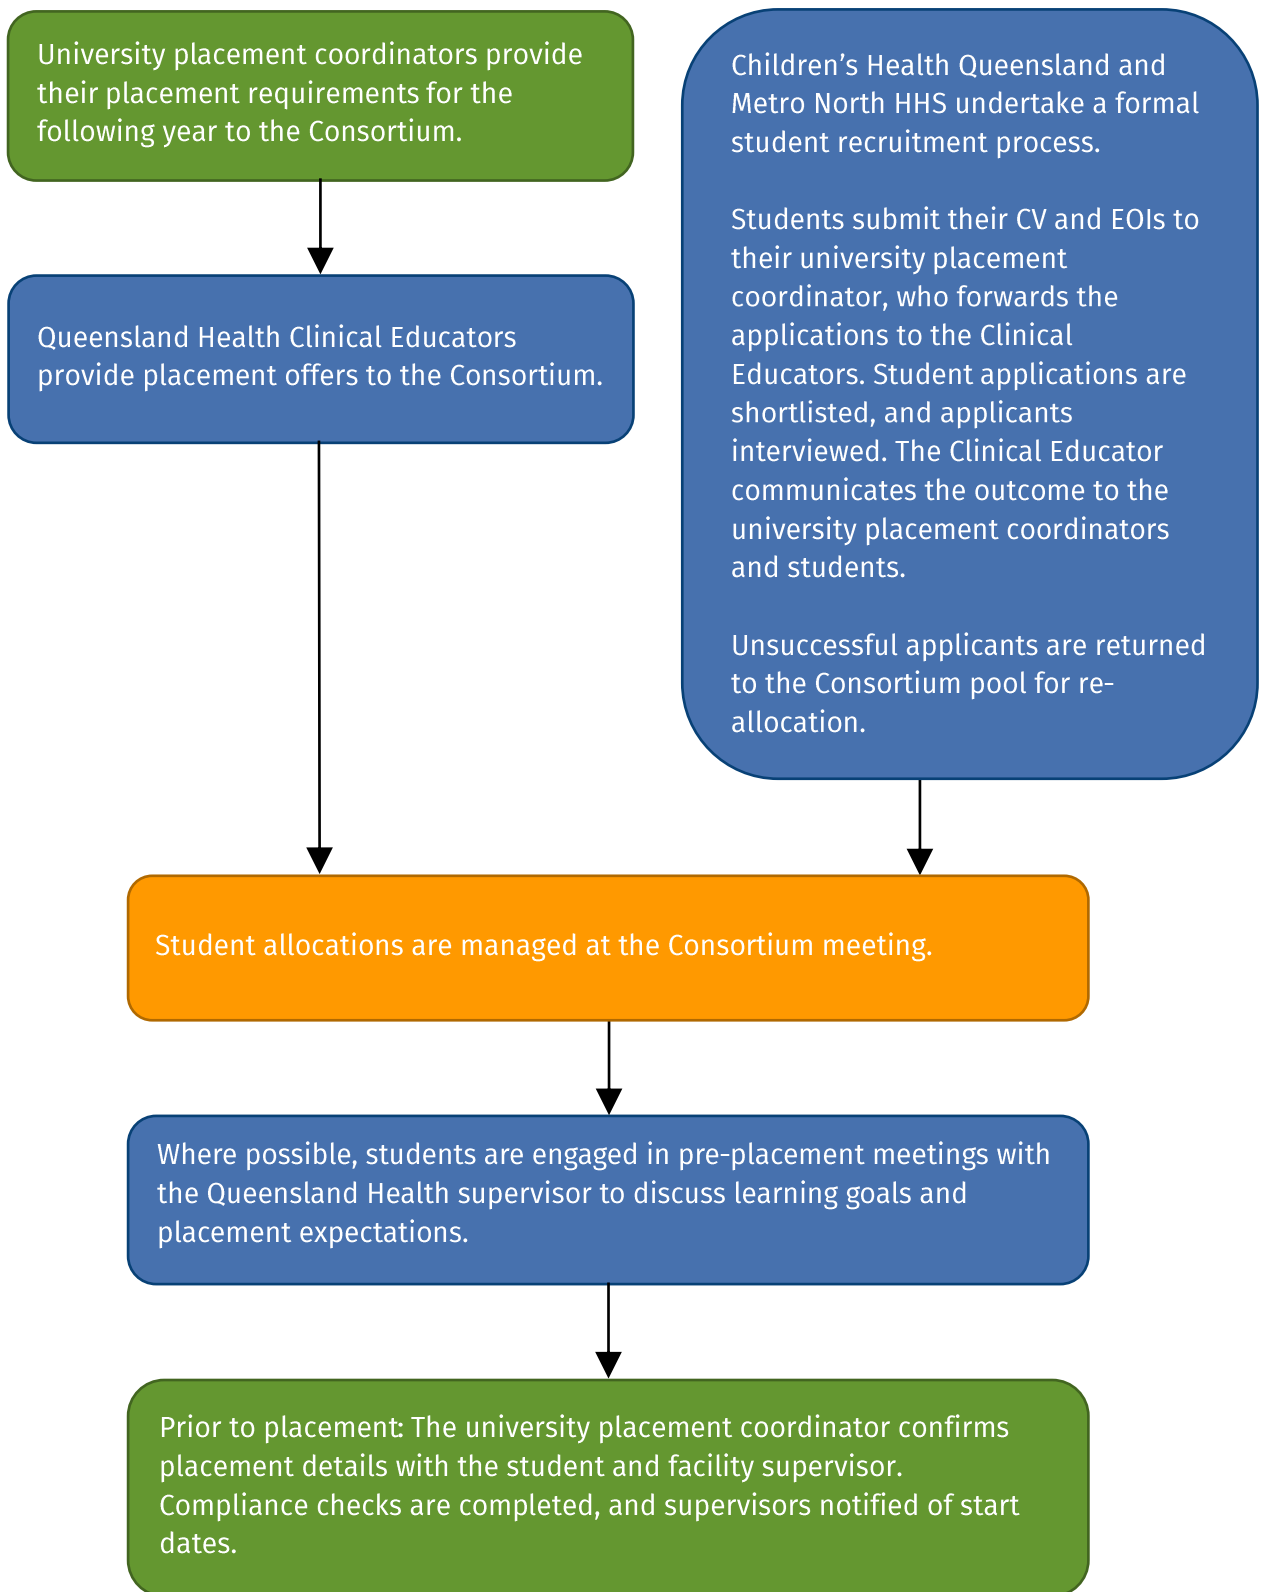 University placement coordinators provide
their placement requirements for the
following year to the Consortium.
Queensland Health Clinical Educators
provide placement offers to the Consortium.
Children’s Health Queensland and
Metro North HHS undertake a formal
student recruitment process.
Students submit their CV and EOIs to
their university placement
coordinator, who forwards the
applications to the Clinical
Educators. Student applications are
shortlisted, and applicants
interviewed. The Clinical Educator
communicates the outcome to the
university placement coordinators
and students.
Unsuccessful applicants are returned
to the Consortium pool for re-
allocation.
Student allocations are managed at the Consortium meeting.
Where possible, students are engaged in pre-placement meetings with
the Queensland Health supervisor to discuss learning goals and
placement expectations.
Prior to placement: The university placement coordinator confirms
placement details with the student and facility supervisor.
Compliance checks are completed, and supervisors notified of start
dates.